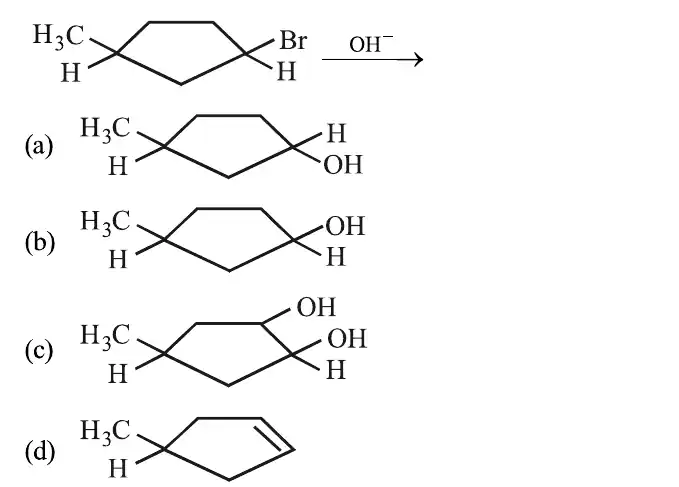 H₃C Br OH⁻
H H
(a) H₃C H
H OH
(b) H₃C OH
H H
(c) OH
H₃C OH
H H
(d) H₃C
H